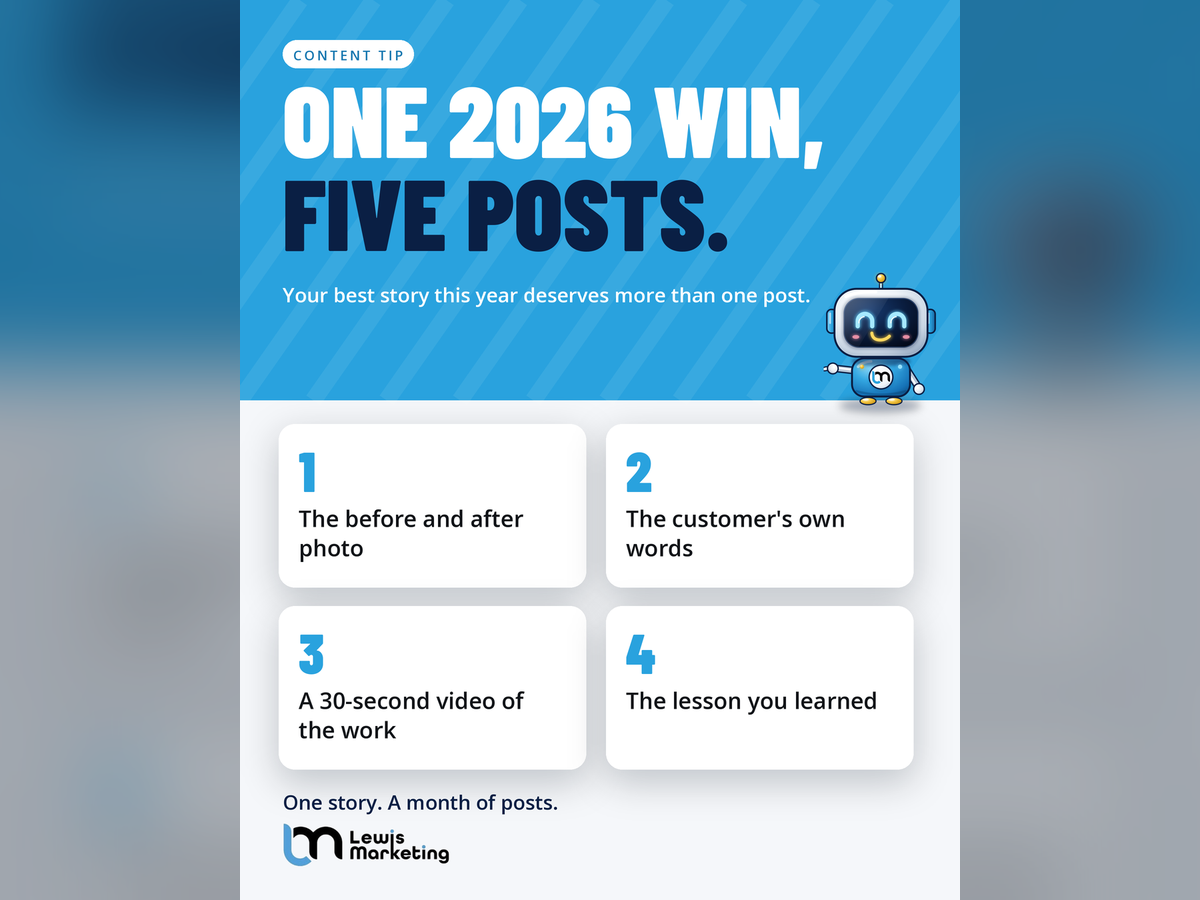 CONTENT TIP
ONE 2026 WIN,
FIVE POSTS.
Your best story this year deserves more than one post.
1
The before and after
photo
2
The customer's own
words
3
A 30-second video of
the work
4
The lesson you learned
One story. A month of posts.
Lewis
Marketing